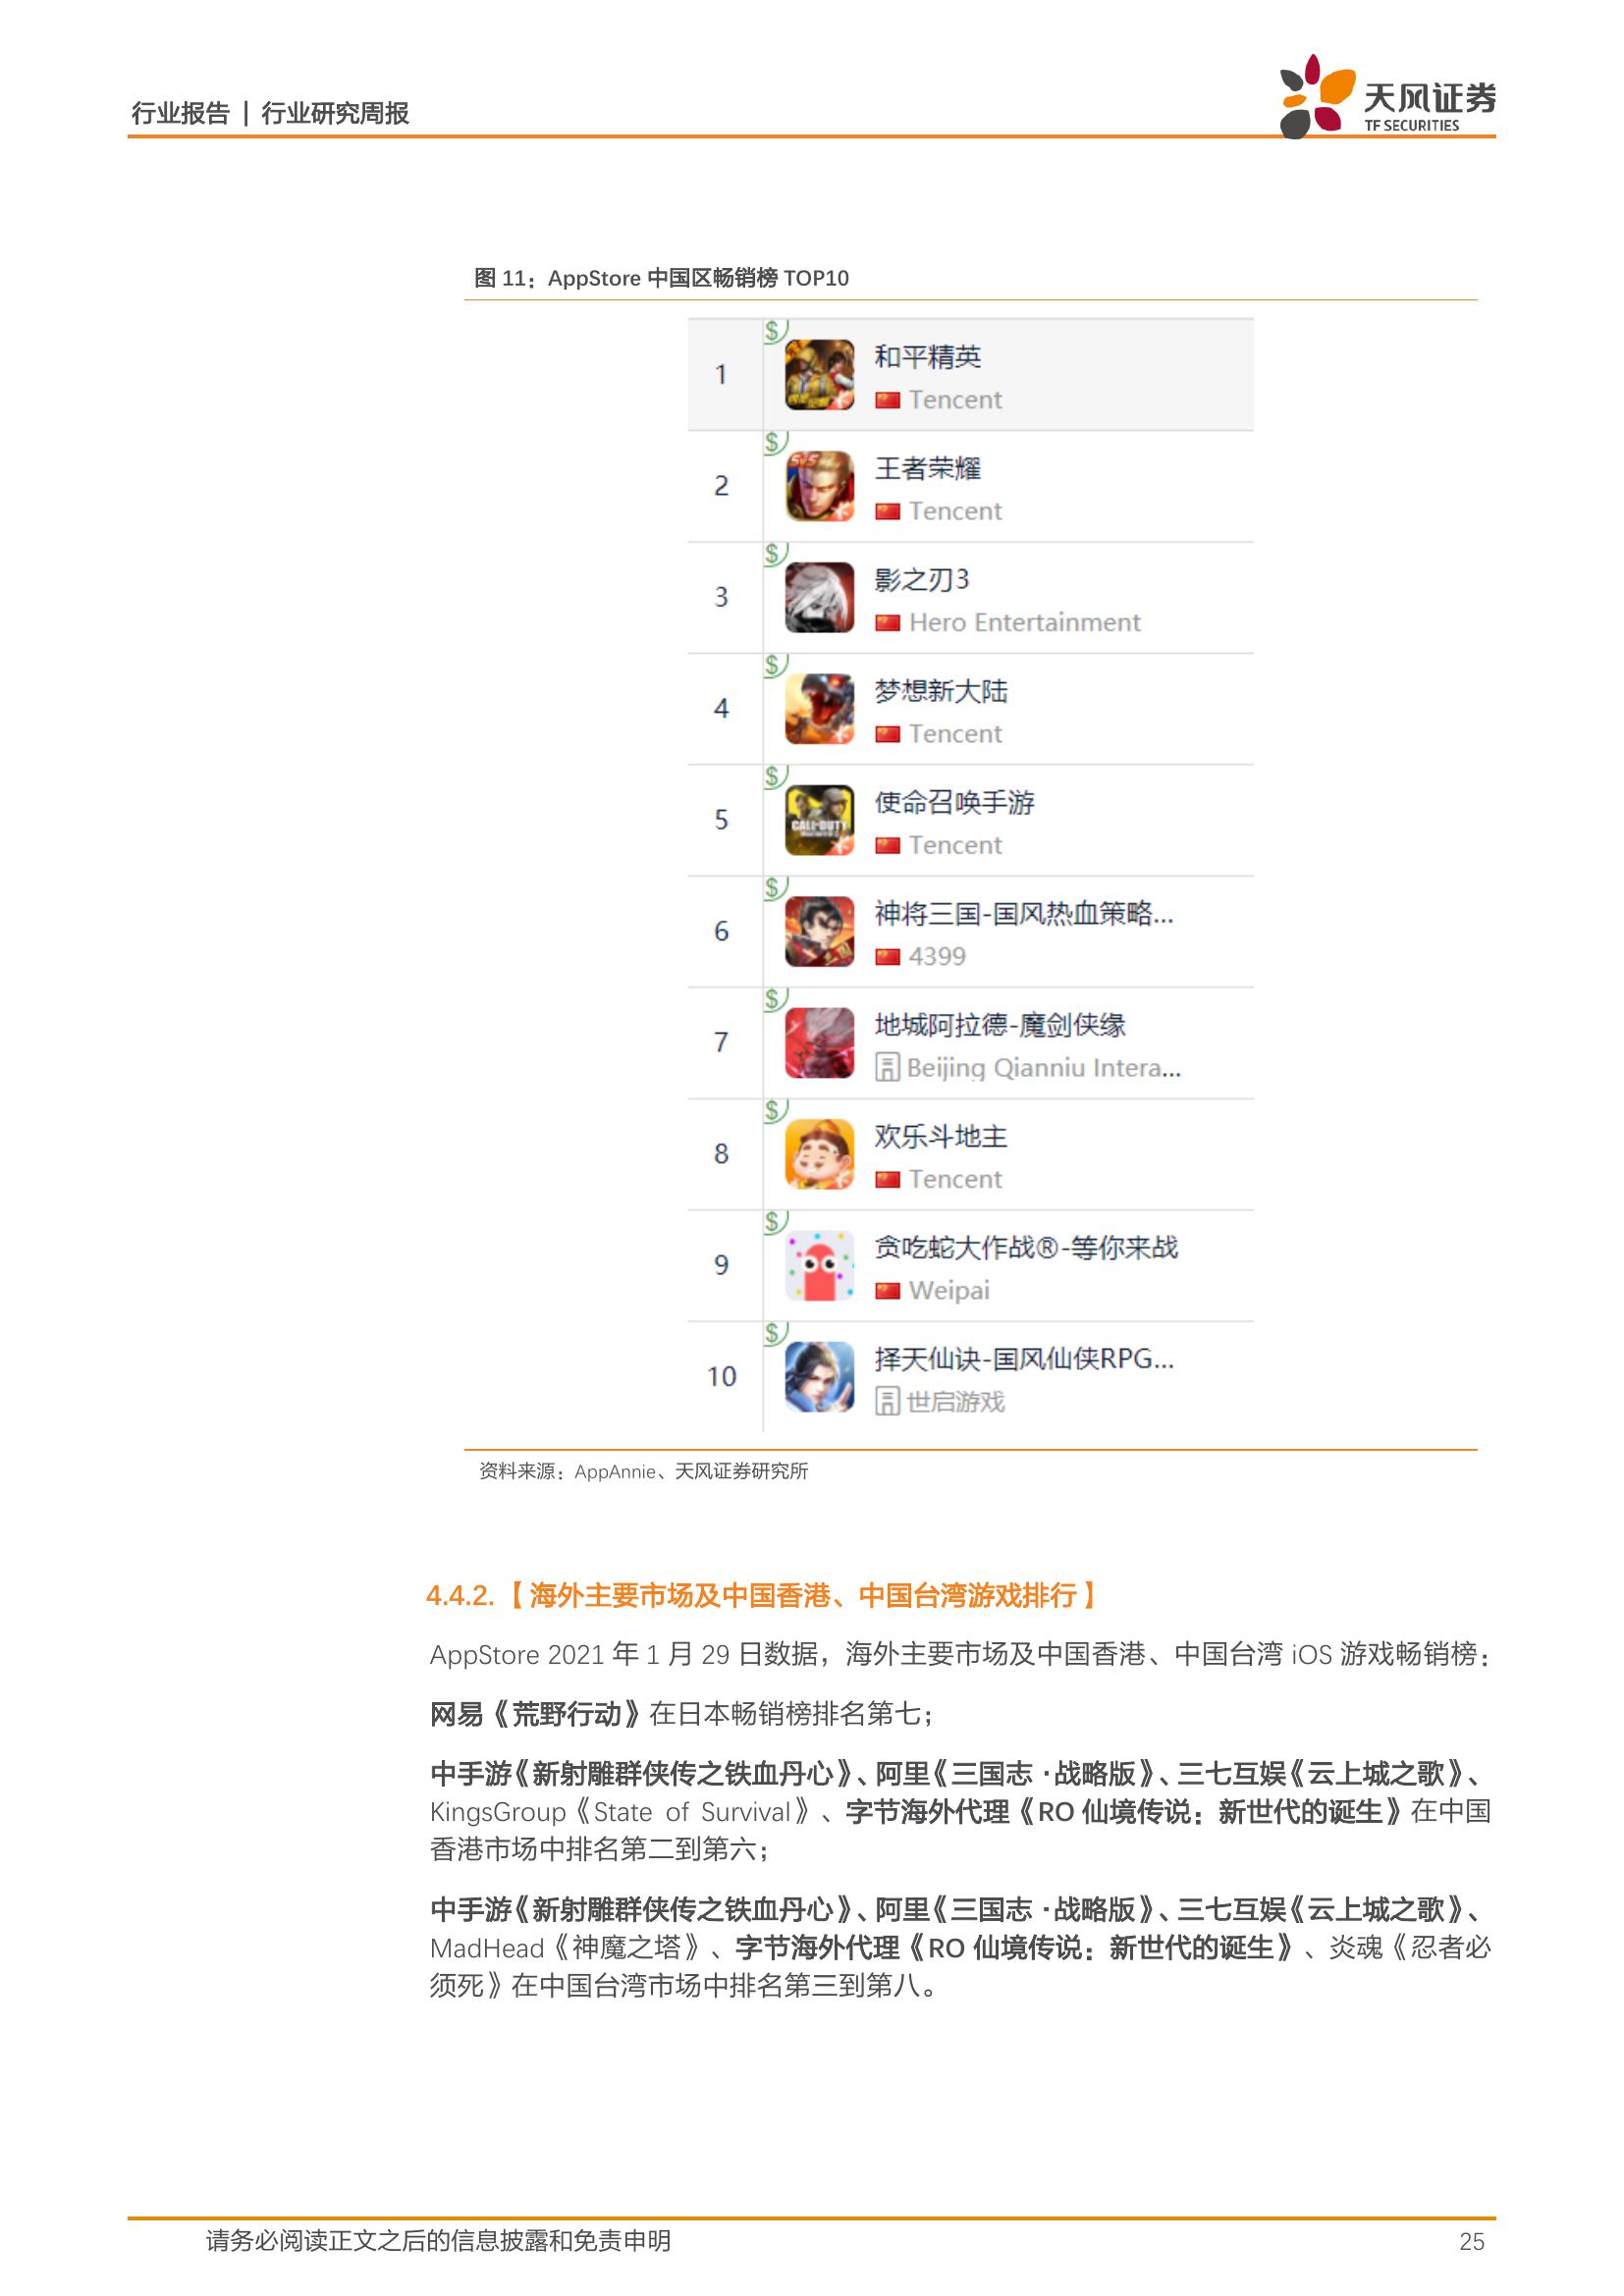 行业报告 | 行业研究周报
天风证券
TF SECURITIES
图 11：AppStore 中国区畅销榜 TOP10
1
$
和平精英
Tencent
2
$
王者荣耀
Tencent
3
$
影之刃3
Hero Entertainment
4
$
梦想新大陆
Tencent
5
$
CALL OF DUTY
使命召唤手游
Tencent
6
$
神将三国-国风热血策略...
4399
7
$
地城阿拉德-魔剑侠缘
Beijing Qianniu Intera...
8
$
欢乐斗地主
Tencent
9
$
贪吃蛇大作战®-等你来战
Weipai
10
$
择天仙诀-国风仙侠RPG...
世启游戏
资料来源：AppAnnie、天风证券研究所
4.4.2.【海外主要市场及中国香港、中国台湾游戏排行】
AppStore 2021 年 1 月 29 日数据，海外主要市场及中国香港、中国台湾 iOS 游戏畅销榜：
网易《荒野行动》在日本畅销榜排名第七；
中手游《新射雕群侠传之铁血丹心》、阿里《三国志·战略版》、三七互娱《云上城之歌》、
KingsGroup《State of Survival》、字节海外代理《RO 仙境传说：新世代的诞生》在中国
香港市场中排名第二到第六；
中手游《新射雕群侠传之铁血丹心》、阿里《三国志·战略版》、三七互娱《云上城之歌》、
MadHead《神魔之塔》、字节海外代理《RO 仙境传说：新世代的诞生》、炎魂《忍者必
须死》在中国台湾市场中排名第三到第八。
请务必阅读正文之后的信息披露和免责申明
25